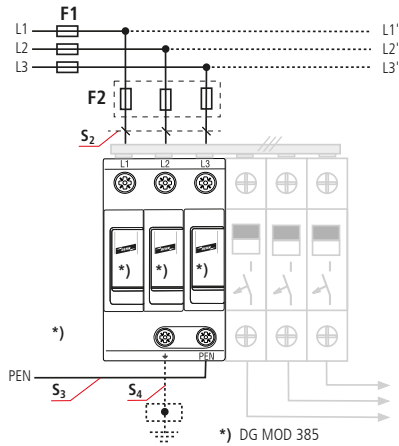 F1
L1 L1'
L2 L2'
L3 L3'
F2
S2
L1 L2 L3
*) *) *)
*)
PEN
PEN
S3 S4
*) DG MOD 385